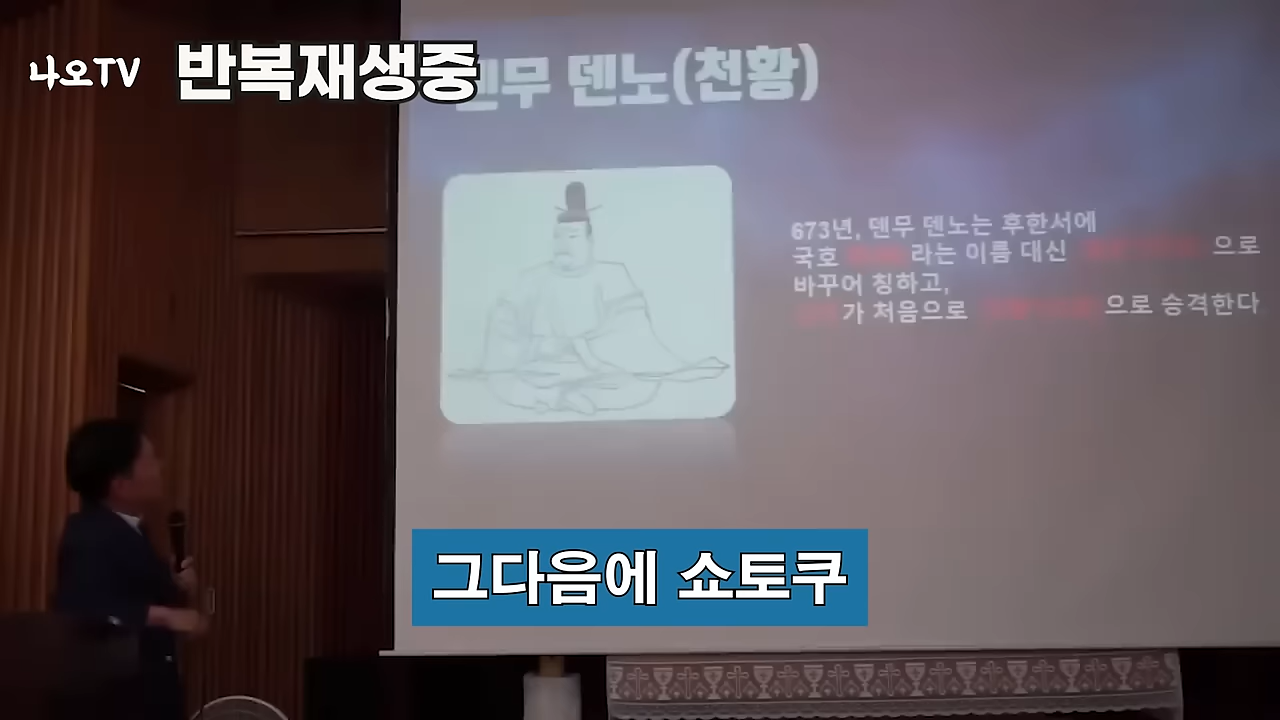 나오TV
반복재생중
덴무 덴노(천황)
673년, 덴무 덴노는 후한서에
국호 라는 이름 대신 으로
바꾸어 칭하고,
가 처음으로 으로 승격한다
그다음에 쇼토쿠